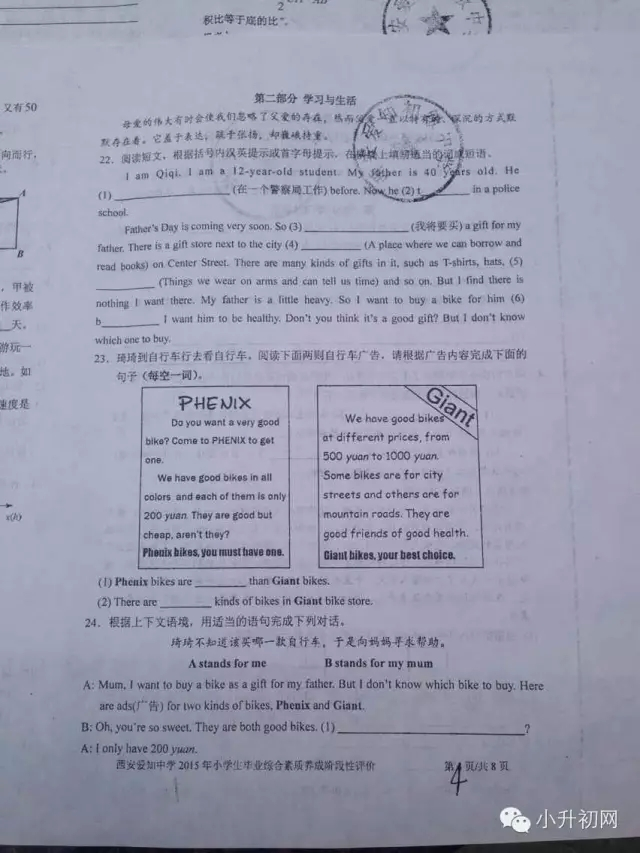 积比等于底的比".
又有50
向而行,
A
B
甲被
作效率
天,
游玩一
地。如
速度是
x(h)
第二部分 学习与生活
母爱的伟大有时会使我们忽略了父爱的存在,然而父爱一直以特有的、深沉的方式默
默存在着。它羞于表达,疏于张扬,却巍峨持重。
22. 阅读短文,根据括号内汉英提示或首字母提示,在横线上填写适当的词或短语。
I am Qiqi. I am a 12-year-old student. My father is 40 years old. He
(1) ____________ (在一个警察局工作) before. Now he (2) t________ in a police
school.
Father's Day is coming very soon. So (3) ____________ (我将要买) a gift for my
father. There is a gift store next to the city (4) __________ (A place where we can borrow and
read books) on Center Street. There are many kinds of gifts in it, such as T-shirts, hats, (5)
__________ (Things we wear on arms and can tell us time) and so on. But I find there is
nothing I want there. My father is a little heavy. So I want to buy a bike for him (6)
b__________ I want him to be healthy. Don't you think it's a good gift? But I don't know
which one to buy.
23. 琦琦到自行车行去看自行车。阅读下面两则自行车广告,请根据广告内容完成下面的
句子(每空一词)。
PHENIX
Do you want a very good
bike? Come to PHENIX to get
one.
We have good bikes in all
colors and each of them is only
200 yuan. They are good but
cheap, aren't they?
Phenix bikes, you must have one.
Giant
We have good bikes
at different prices, from
500 yuan to 1000 yuan.
Some bikes are for city
streets and others are for
mountain roads. They are
good friends of good health.
Giant bikes, your best choice.
(1) Phenix bikes are ________ than Giant bikes.
(2) There are ________ kinds of bikes in Giant bike store.
24. 根据上下文语境,用适当的语句完成下列对话。
琦琦不知道该买哪一款自行车,于是向妈妈寻求帮助。
A stands for me B stands for my mum
A: Mum, I want to buy a bike as a gift for my father. But I don't know which bike to buy. Here
are ads(广告) for two kinds of bikes, Phenix and Giant.
B: Oh, you're so sweet. They are both good bikes. (1) ____________________?
A: I only have 200 yuan.
西安爱知中学 2015 年小学生毕业综合素质养成阶段性评价 第4页/共 8 页
小升初网